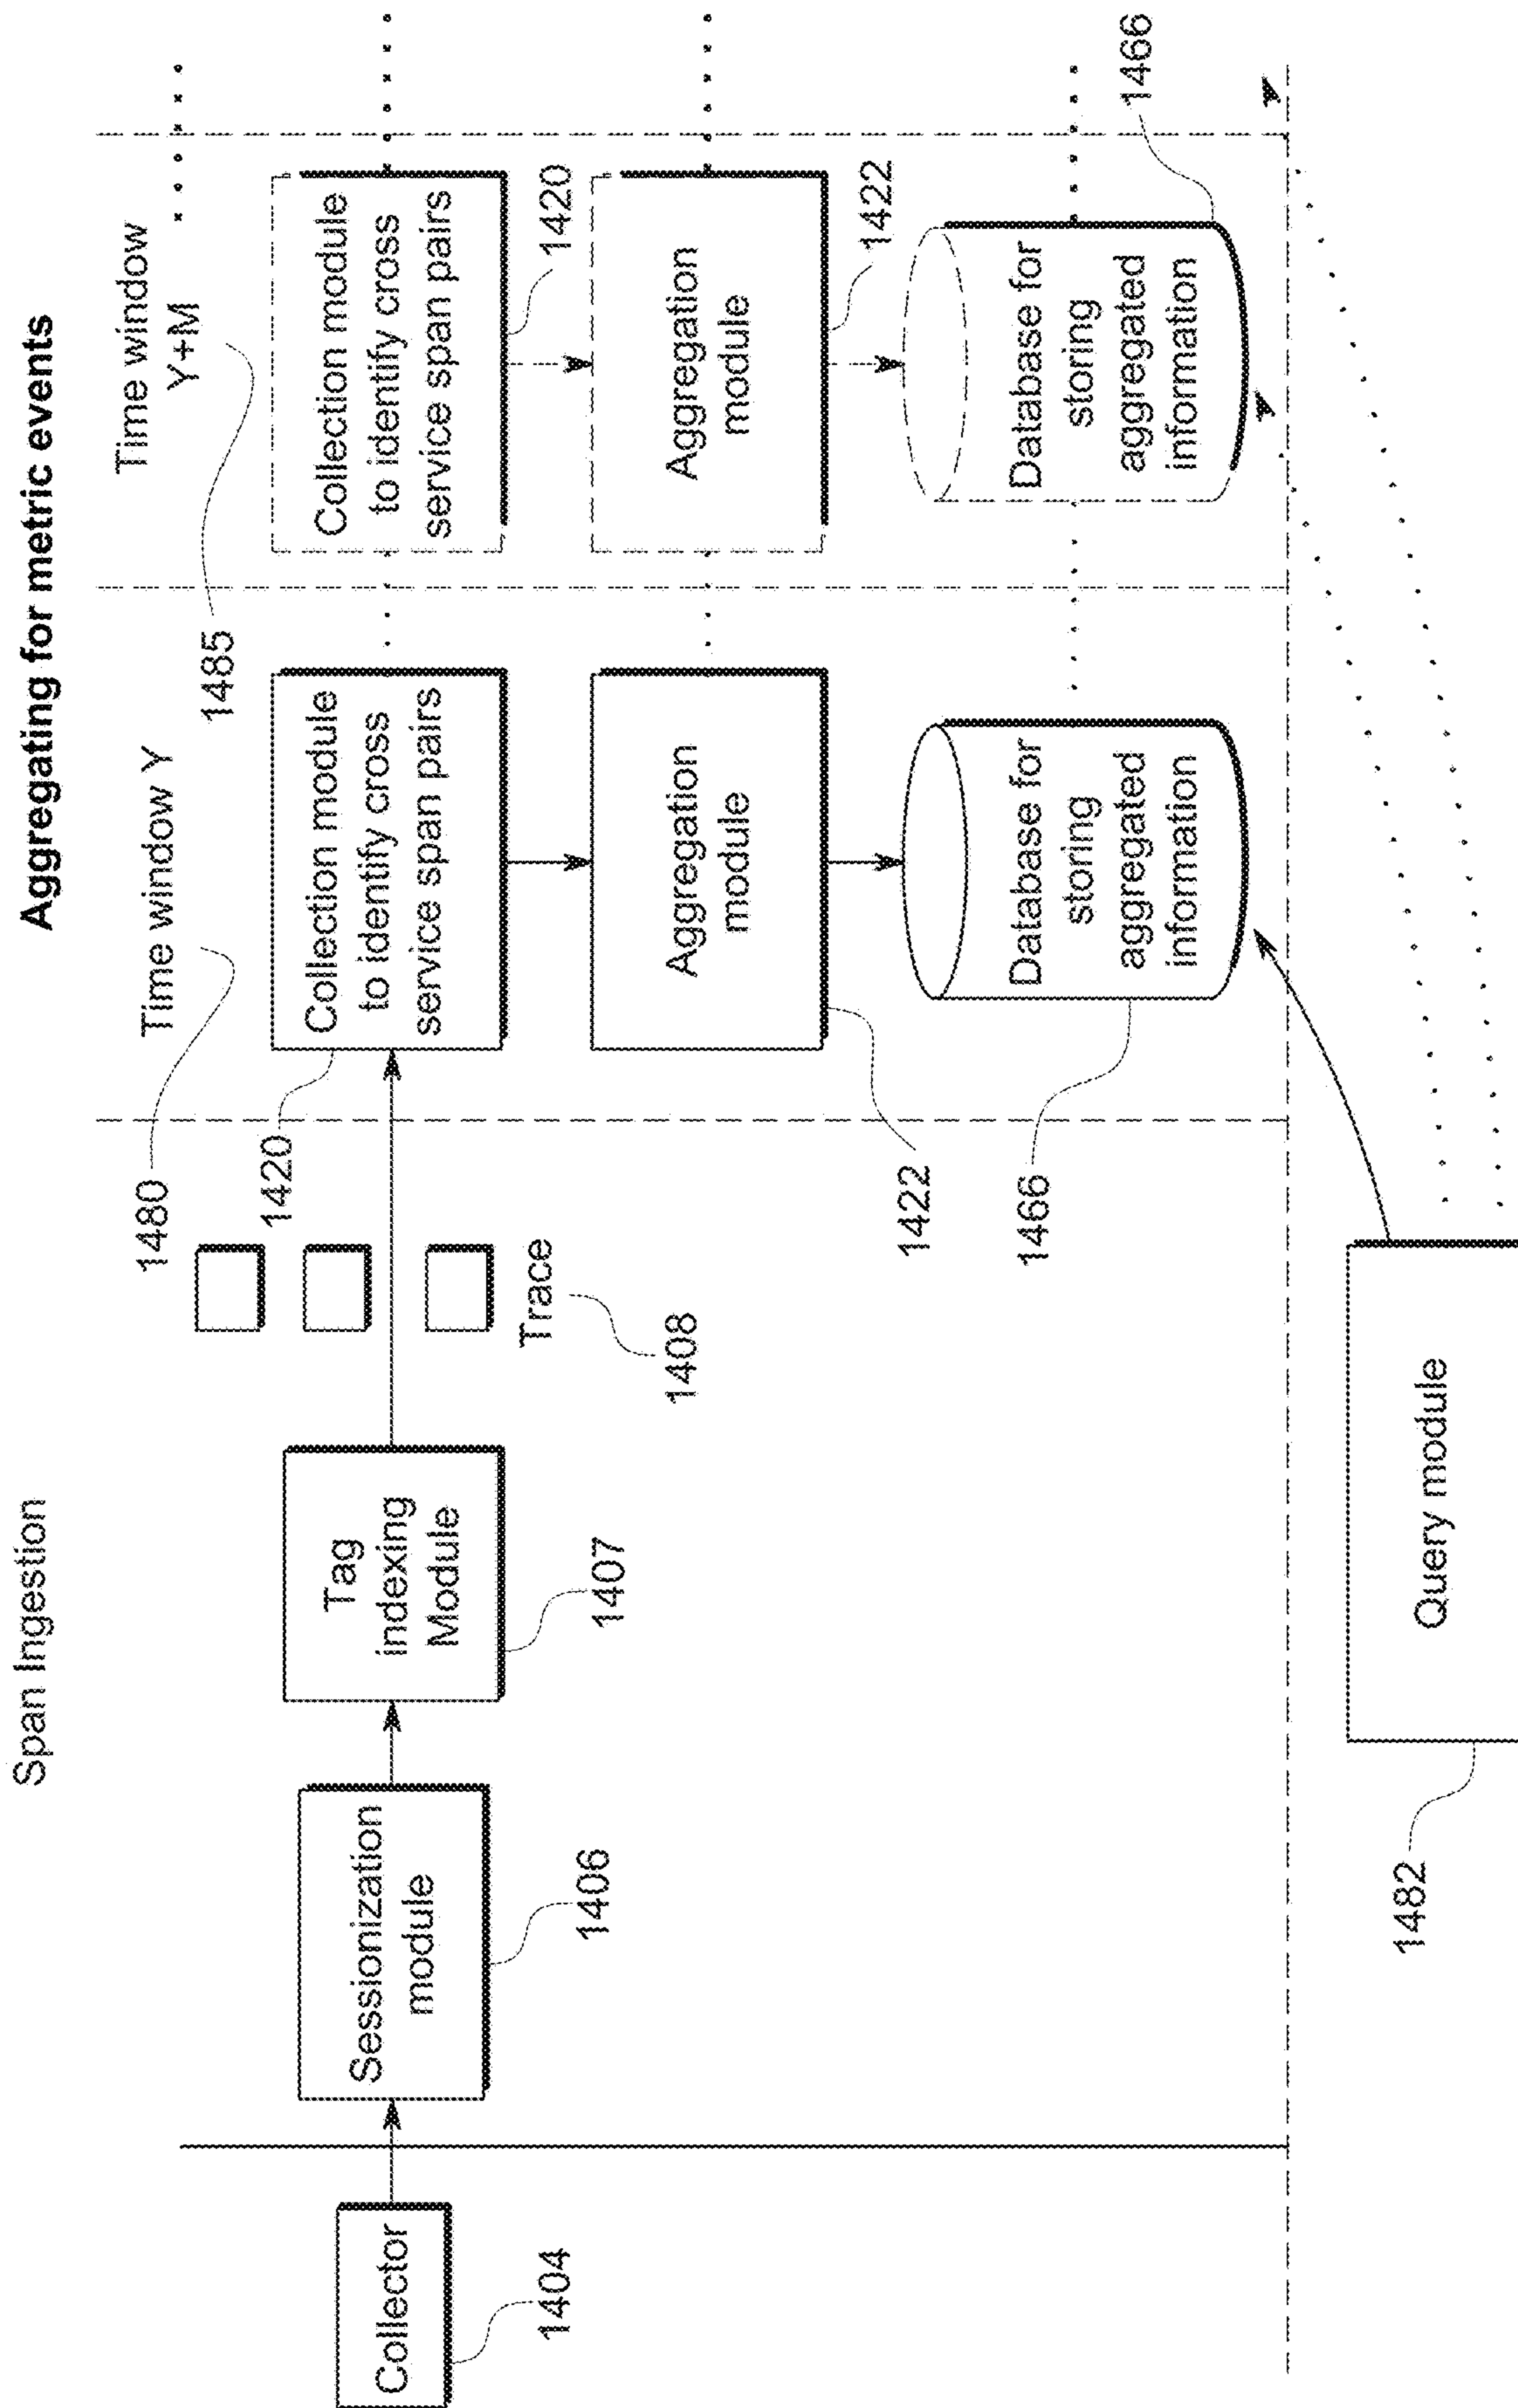 Span Ingestion
Aggregating for metric events
Time window Y
Time window
Y+M
1480
1485
Collector
1404
Sessionization
module
1406
Tag
indexing
Module
1407
Trace
1408
Collection module
to identify cross
service span pairs
1420
Collection module
to identify cross
service span pairs
1420
Aggregation
module
1422
Aggregation
module
1422
Database for
storing
aggregated
information
1466
Database for
storing
aggregated
information
1466
Query module
1482